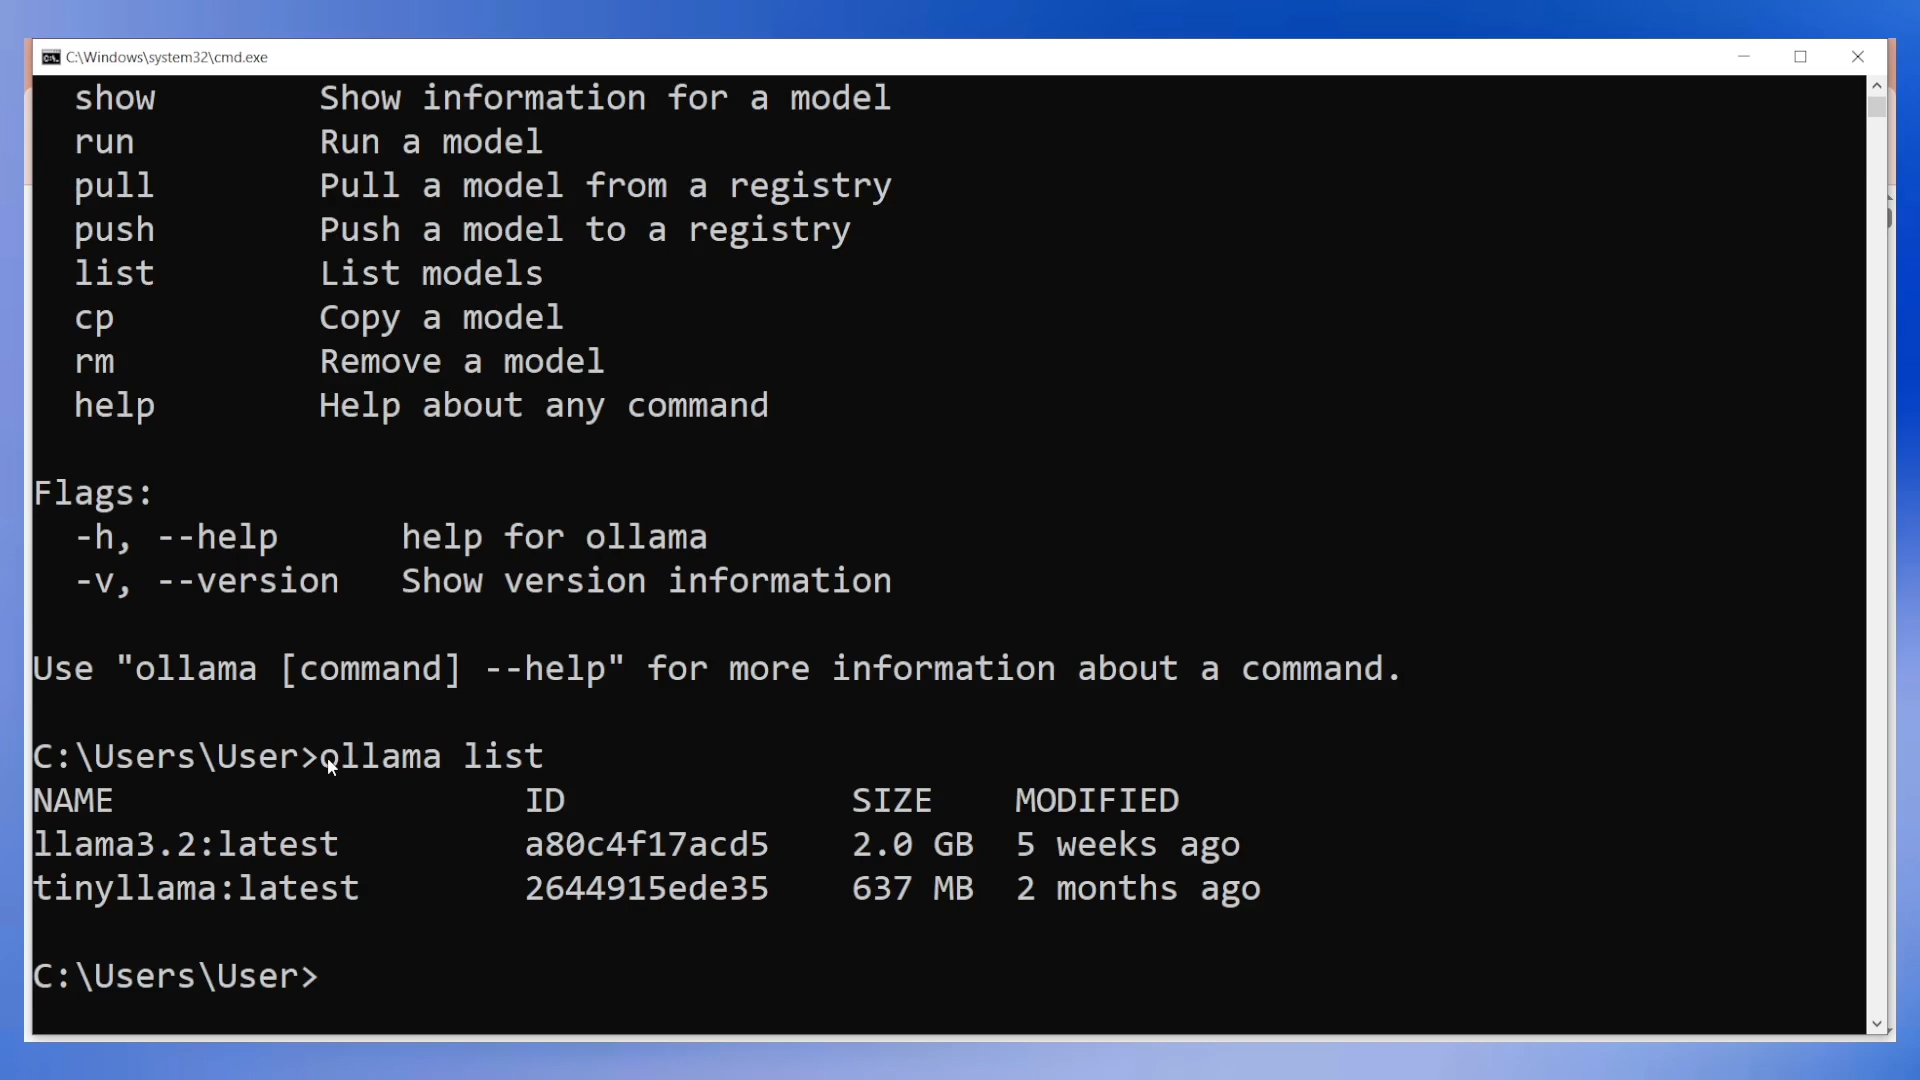 C:\Windows\system32\cmd.exe
show Show information for a model
run Run a model
pull Pull a model from a registry
push Push a model to a registry
list List models
cp Copy a model
rm Remove a model
help Help about any command
Flags:
-h, --help help for ollama
-v, --version Show version information
Use "ollama [command] --help" for more information about a command.
C:\Users\User>ollama list
NAME ID SIZE MODIFIED
llama3.2:latest a80c4f17acd5 2.0 GB 5 weeks ago
tinyllama:latest 2644915ede35 637 MB 2 months ago
C:\Users\User>